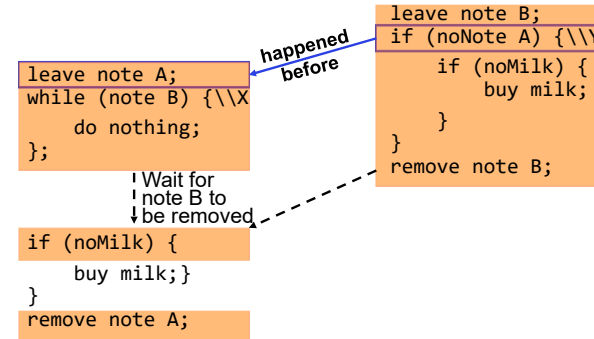 leave note A;
while (note B) {\\X
do nothing;
};
Wait for
note B to
be removed
if (noMilk) {
buy milk;}
}
remove note A;
happened
before
leave note B;
if (noNote A) {\\Y
if (noMilk) {
buy milk;
}
}
remove note B;